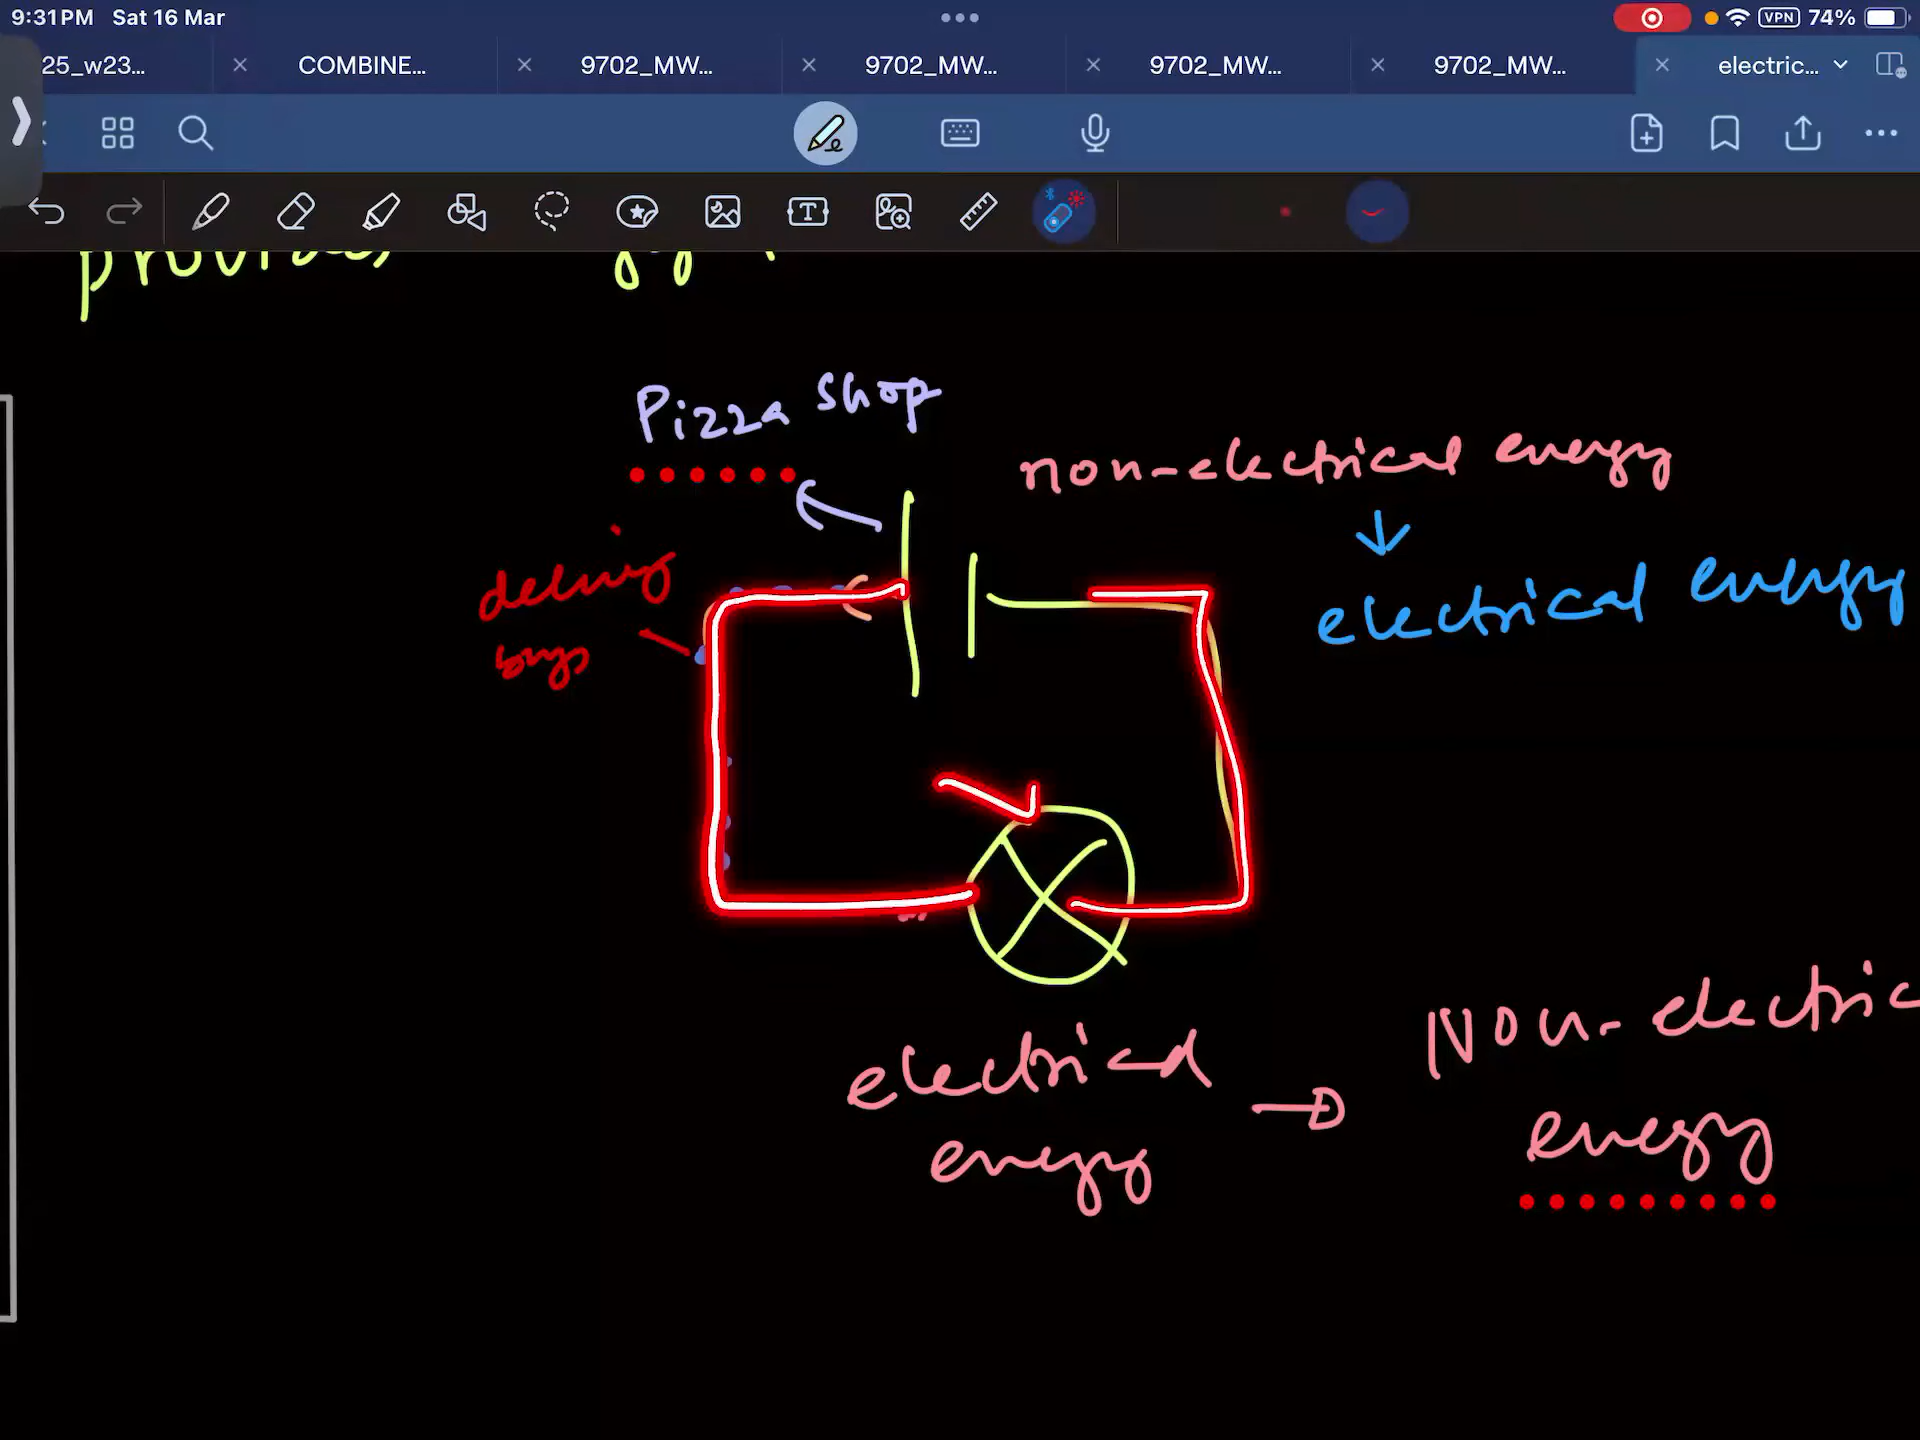 9:31 PM Sat 16 Mar
VPN 74%
25_w23...
COMBINE...
9702_MW...
9702_MW...
9702_MW...
9702_MW...
electric...
Pizza Shop
non-electrical energy
electrical energy
boys
electrical
energy
Non-electric
energy